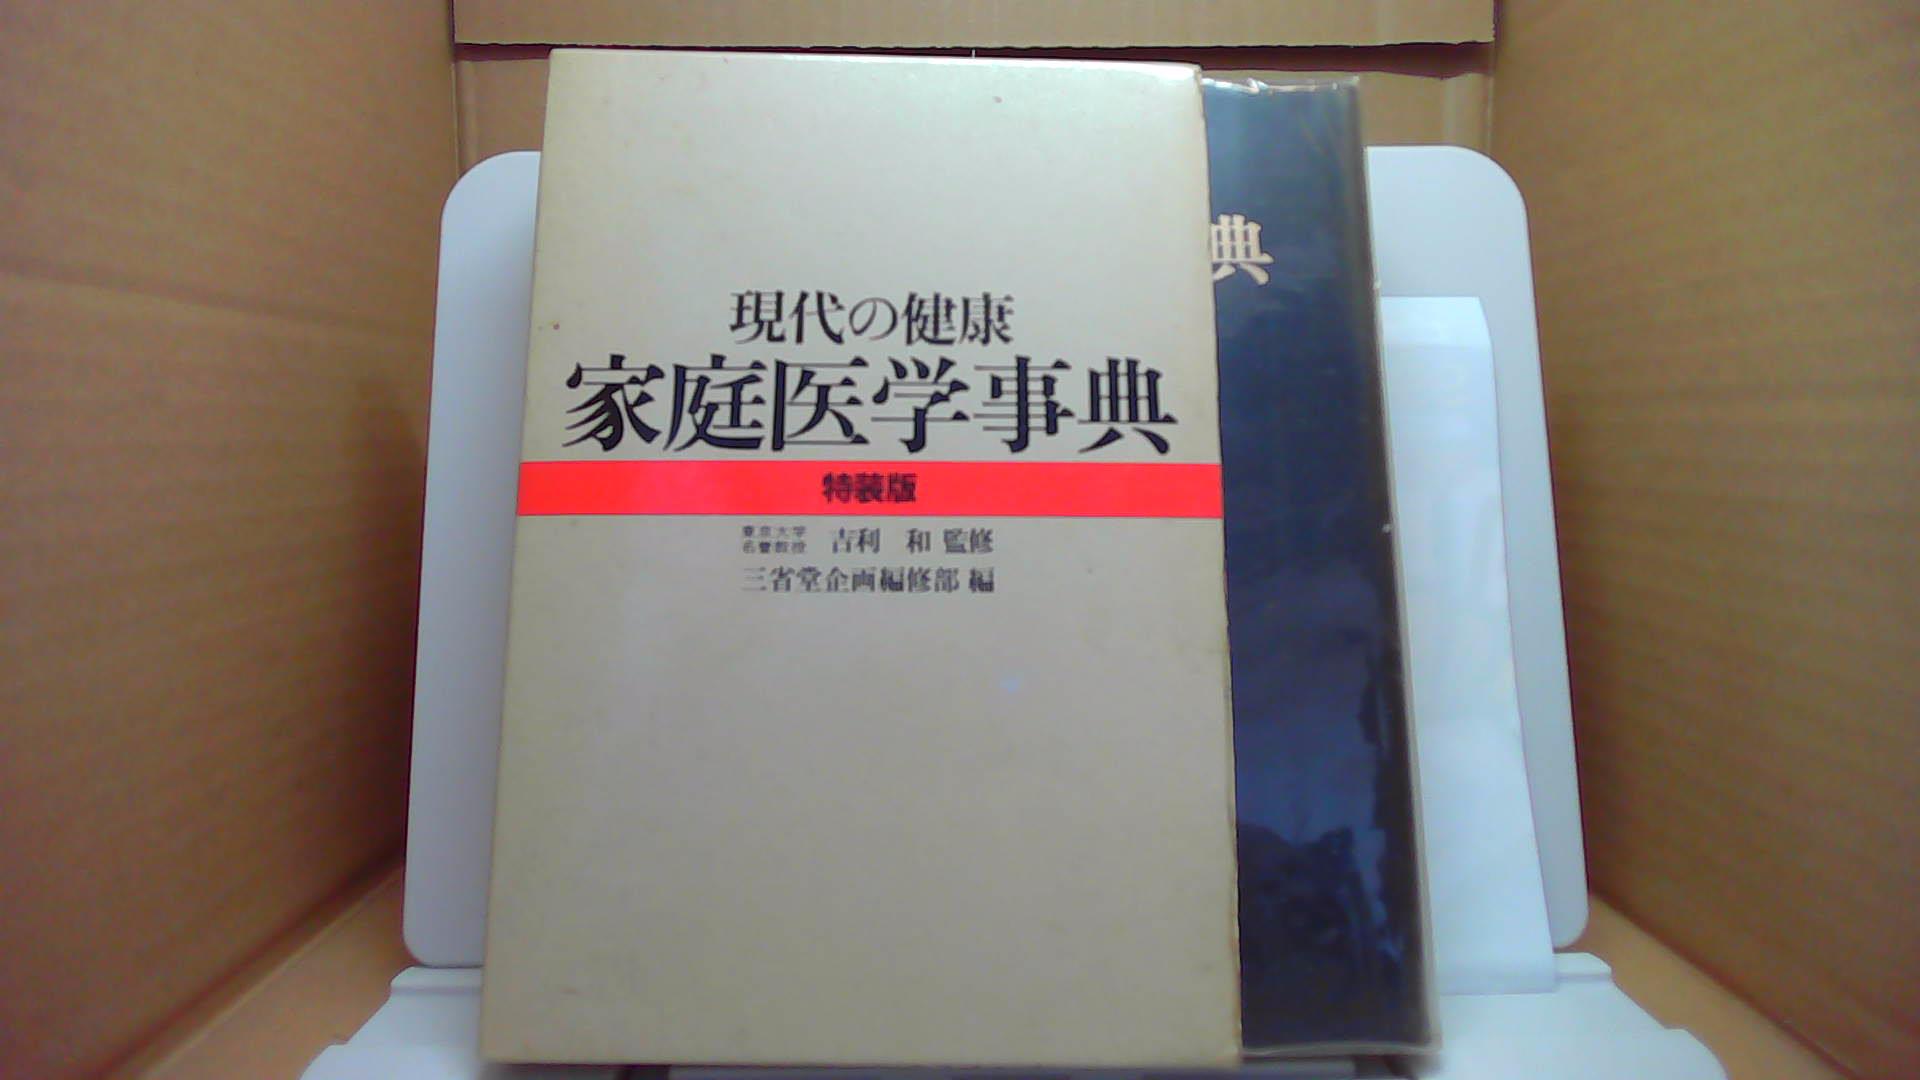 現代の健康
家庭医学事典
特装版
東京大学
名誉教授 吉利 和 監修
三省堂企画編修部 編
典